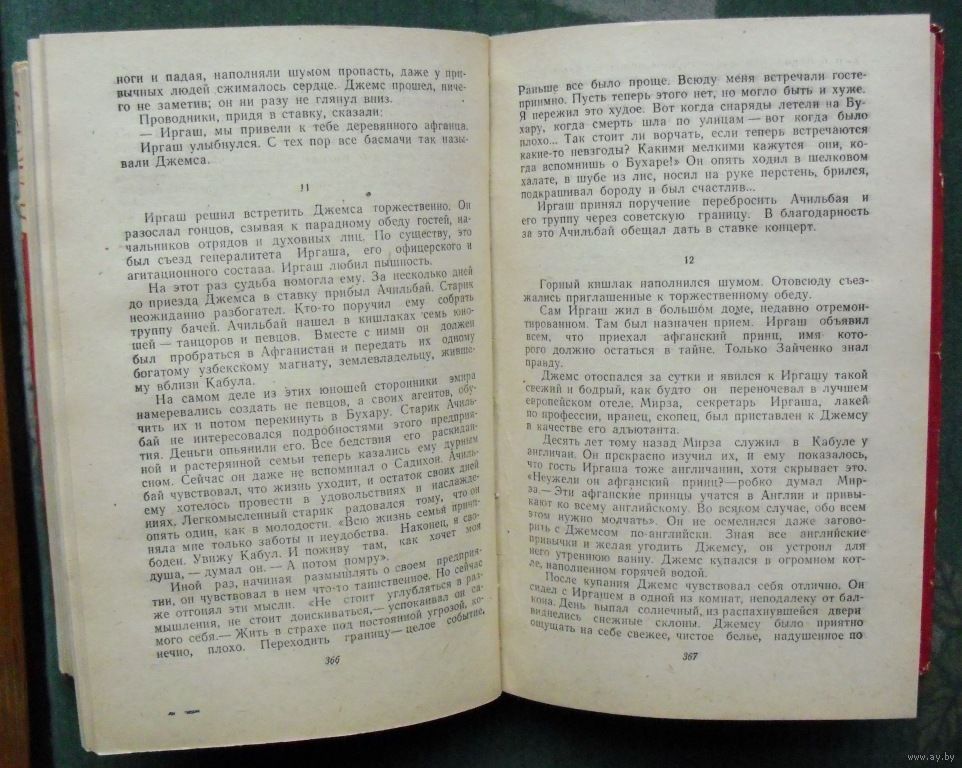 ноги и падая, наполняли шумом пропасть, даже у при-
вычных людей сжималось сердце. Джемс прошел, ниче-
го не заметив; он ни разу не глянул вниз.
Проводники, придя в ставку, сказали:
— Иргаш, мы привели к тебе деревянного афганца.
Иргаш улыбнулся. С тех пор все басмачи так назы-
вали Джемса.
11
Иргаш решил встретить Джемса торжественно. Он
разослал гонцов, сзывая к парадному обеду гостей, на-
чальников отрядов и духовных лиц. По существу, это
был съезд генералитета Иргаша, его офицерского и
агитационного состава. Иргаш любил пышность.
На этот раз судьба помогла ему. За несколько дней
до приезда Джемса в ставку прибыл Ачильбай. Старик
неожиданно разбогател. Кто-то поручил ему собрать
труппу бачей. Ачильбай нашел в кишлаках семь юно-
шей — танцоров и певцов. Вместе с ними он должен
был пробраться в Афганистан и передать их одному
богатому узбекскому магнату, землевладельцу, живше-
му вблизи Кабула.
На самом деле из этих юношей сторонники эмира
намеревались создать не певцов, а своих агентов, обу-
чить их и потом перекинуть в Бухару. Старик Ачиль-
бай не интересовался подробностями этого предприя-
тия. Деньги опьянили его. Все бедствия его раскидан-
ной и растерянной семьи теперь казались ему дурным
сном. Сейчас он даже не вспоминал о Садихон. Ачиль-
бай чувствовал, что жизнь уходит, и остаток своих дней
ему хотелось провести в удовольствиях и наслажде-
ниях. Легкомысленный старик радовался тому, что он
опять один, как в молодости. «Всю жизнь семья причи-
няла мне только заботы и неудобства. Наконец, я сво-
боден. Увижу Кабул. И поживу там, как хочет моя
душа, — думал он. — А потом помру».
Иной раз, начиная размышлять о своем предприя-
тии, он чувствовал в нем что-то таинственное. Но сейчас
же отгонял эти мысли. «Не стоит углубляться в раз-
мышления, не стоит доискиваться,— успокаивал он са-
мого себя.— Жить в страхе под постоянной угрозой, ко-
нечно, плохо. Переходить границу— целое событие,
366
Раньше все было проще. Всюду меня встречали госте-
приимно. Пусть теперь этого нет, но могло быть и хуже.
Я пережил это худое. Вот когда снаряды летели на Бу-
хару, когда смерть шла по улицам — вот когда было
плохо... Так стоит ли ворчать, если теперь встречаются
какие-то невзгоды? Какими мелкими кажутся они, ко-
гда вспомнишь о Бухаре!» Он опять ходил в шелковом
халате, в шубе из лис, носил на руке перстень, брился,
подкрашивал бороду и был счастлив...
Иргаш принял поручение перебросить Ачильбая и
его труппу через советскую границу. В благодарность
за это Ачильбай обещал дать в ставке концерт.
12
Горный кишлак наполнился шумом. Отовсюду съез-
жались приглашенные к торжественному обеду.
Сам Иргаш жил в большом доме, недавно отремон-
тированном. Там был назначен прием. Иргаш объявил
всем, что приехал афганский принц, имя кото-
рого должно остаться в тайне. Только Зайченко знал
правду.
Джемс отоспался за сутки и явился к Иргашу такой
свежий и бодрый, как будто он переночевал в лучшем
европейском отеле. Мирза, секретарь Иргаша, лакей
по профессии, иранец, скопец, был приставлен к Джемсу
в качестве его адъютанта.
Десять лет тому назад Мирза служил в Кабуле у
англичан. Он прекрасно изучил их, и ему показалось,
что гость Иргаша тоже англичанин, хотя скрывает это.
«Неужели он афганский принц?—робко думал Мир-
за.— Эти афганские принцы учатся в Англии и привы-
кают ко всему английскому. Во всяком случае, обо всем
этом нужно молчать». Он не осмелился даже загово-
рить с Джемсом по-английски. Зная все английские
привычки и желая угодить Джемсу, он устроил для
него утреннюю ванну. Джемс купался в огромном кот-
ле, наполненном горячей водой.
После купания Джемс чувствовал себя отлично. Он
сидел с Иргашем в одной из комнат, неподалеку от бал-
кона. День выпал солнечный, из распахнувшейся двери
виднелись снежные склоны. Джемсу было приятно
ощущать на себе свежее, чистое белье, надушенное по
367
www.ay.by